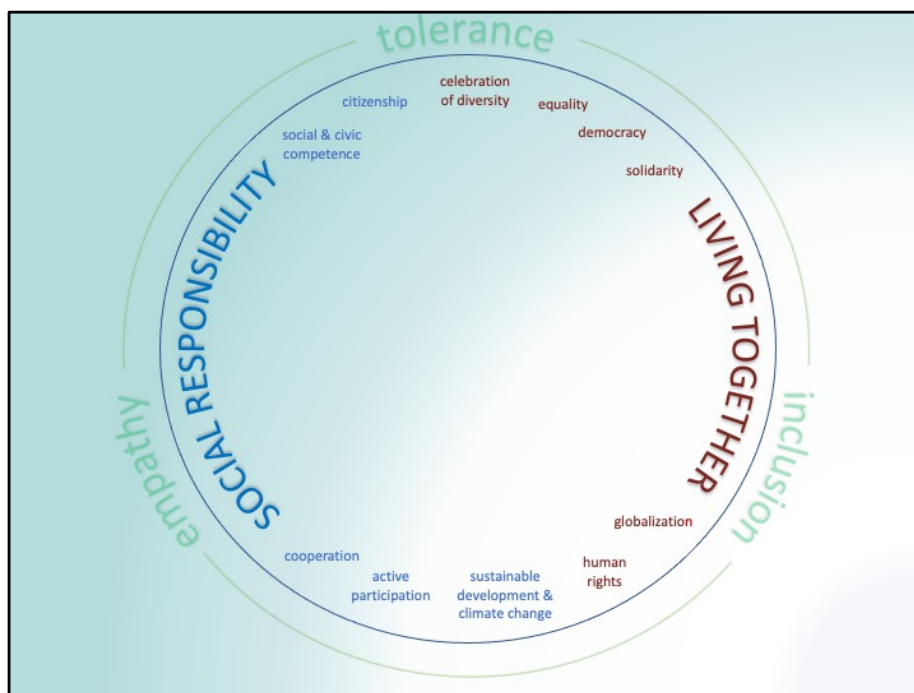 tolerance
celebration
of diversity
citizenship
equality
social & civic
competence
democracy
solidarity
SOCIAL RESPONSIBILITY
LIVING TOGETHER
empathy
inclusion
globalization
cooperation
human
rights
active
participation
sustainable
development &
climate change